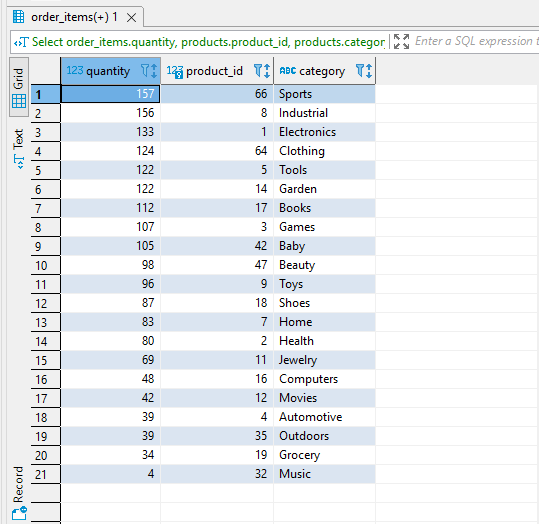 order_items(+) 1
Select order_items.quantity, products.product_id, products.categor
Enter a SQL expression t
Grid
Text
Record
123 quantity 123 product_id ABC category
1 157 66 Sports
2 156 8 Industrial
3 133 1 Electronics
4 124 64 Clothing
5 122 5 Tools
6 122 14 Garden
7 112 17 Books
8 107 3 Games
9 105 42 Baby
10 98 47 Beauty
11 96 9 Toys
12 87 18 Shoes
13 83 7 Home
14 80 2 Health
15 69 11 Jewelry
16 48 16 Computers
17 42 12 Movies
18 39 4 Automotive
19 39 35 Outdoors
20 34 19 Grocery
21 4 32 Music